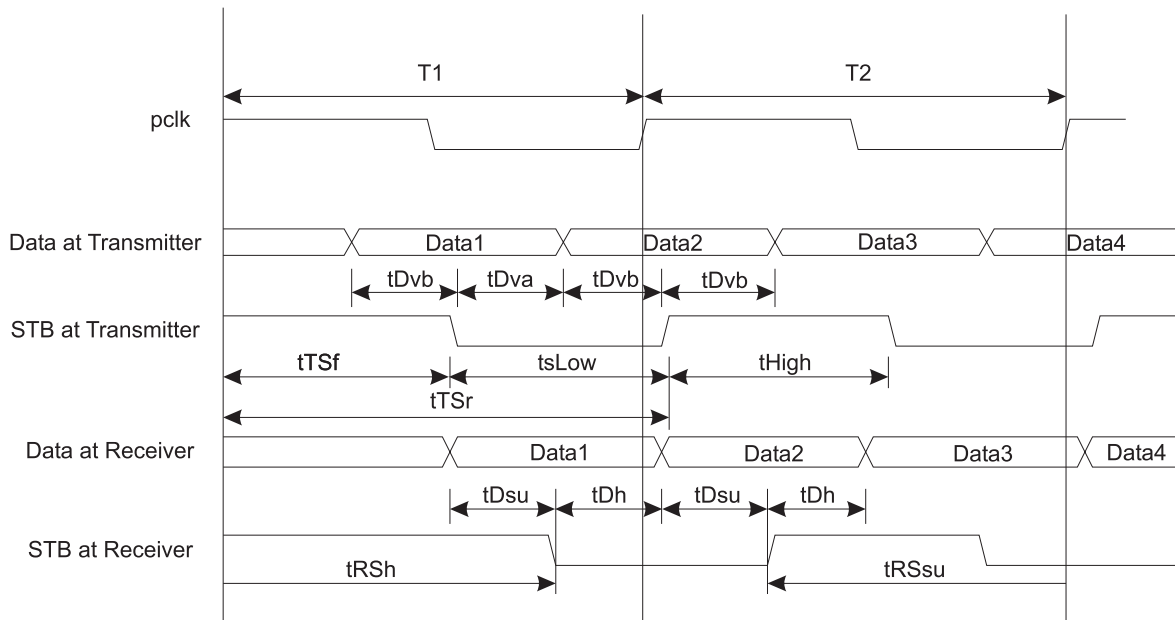 T1 T2
pclk
Data at Transmitter Data1 Data2 Data3 Data4
tDvb tDva tDvb tDvb
STB at Transmitter
tTSf tsLow tHigh
tTSr
Data at Receiver Data1 Data2 Data3 Data4
tDsu tDh tDsu tDh
STB at Receiver
tRSh tRSsu